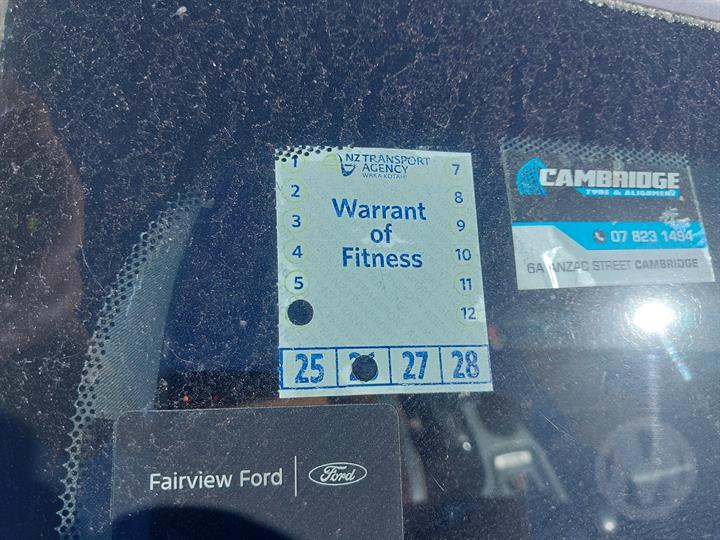 NZ TRANSPORT
AGENCY
WAKA KOTAHI
1
2
3
4
5
7
8
9
10
11
12
Warrant
of
Fitness
25 26 27 28
CAMBRIDGE
TYRE & ALIGNMENT
07 823 1494
6A ANZAC STREET CAMBRIDGE
Fairview Ford Ford